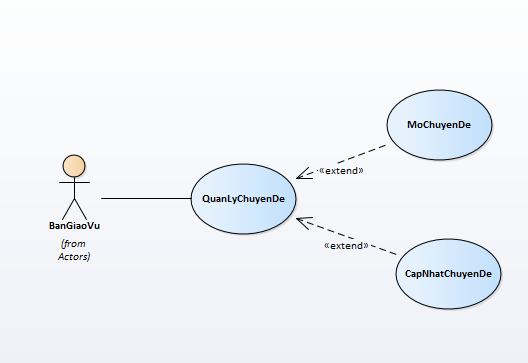 MoChuyenDe
«extend»
QuanLyChuyenDe
BanGiaoVu
(from
Actors)
«extend»
CapNhatChuyenDe